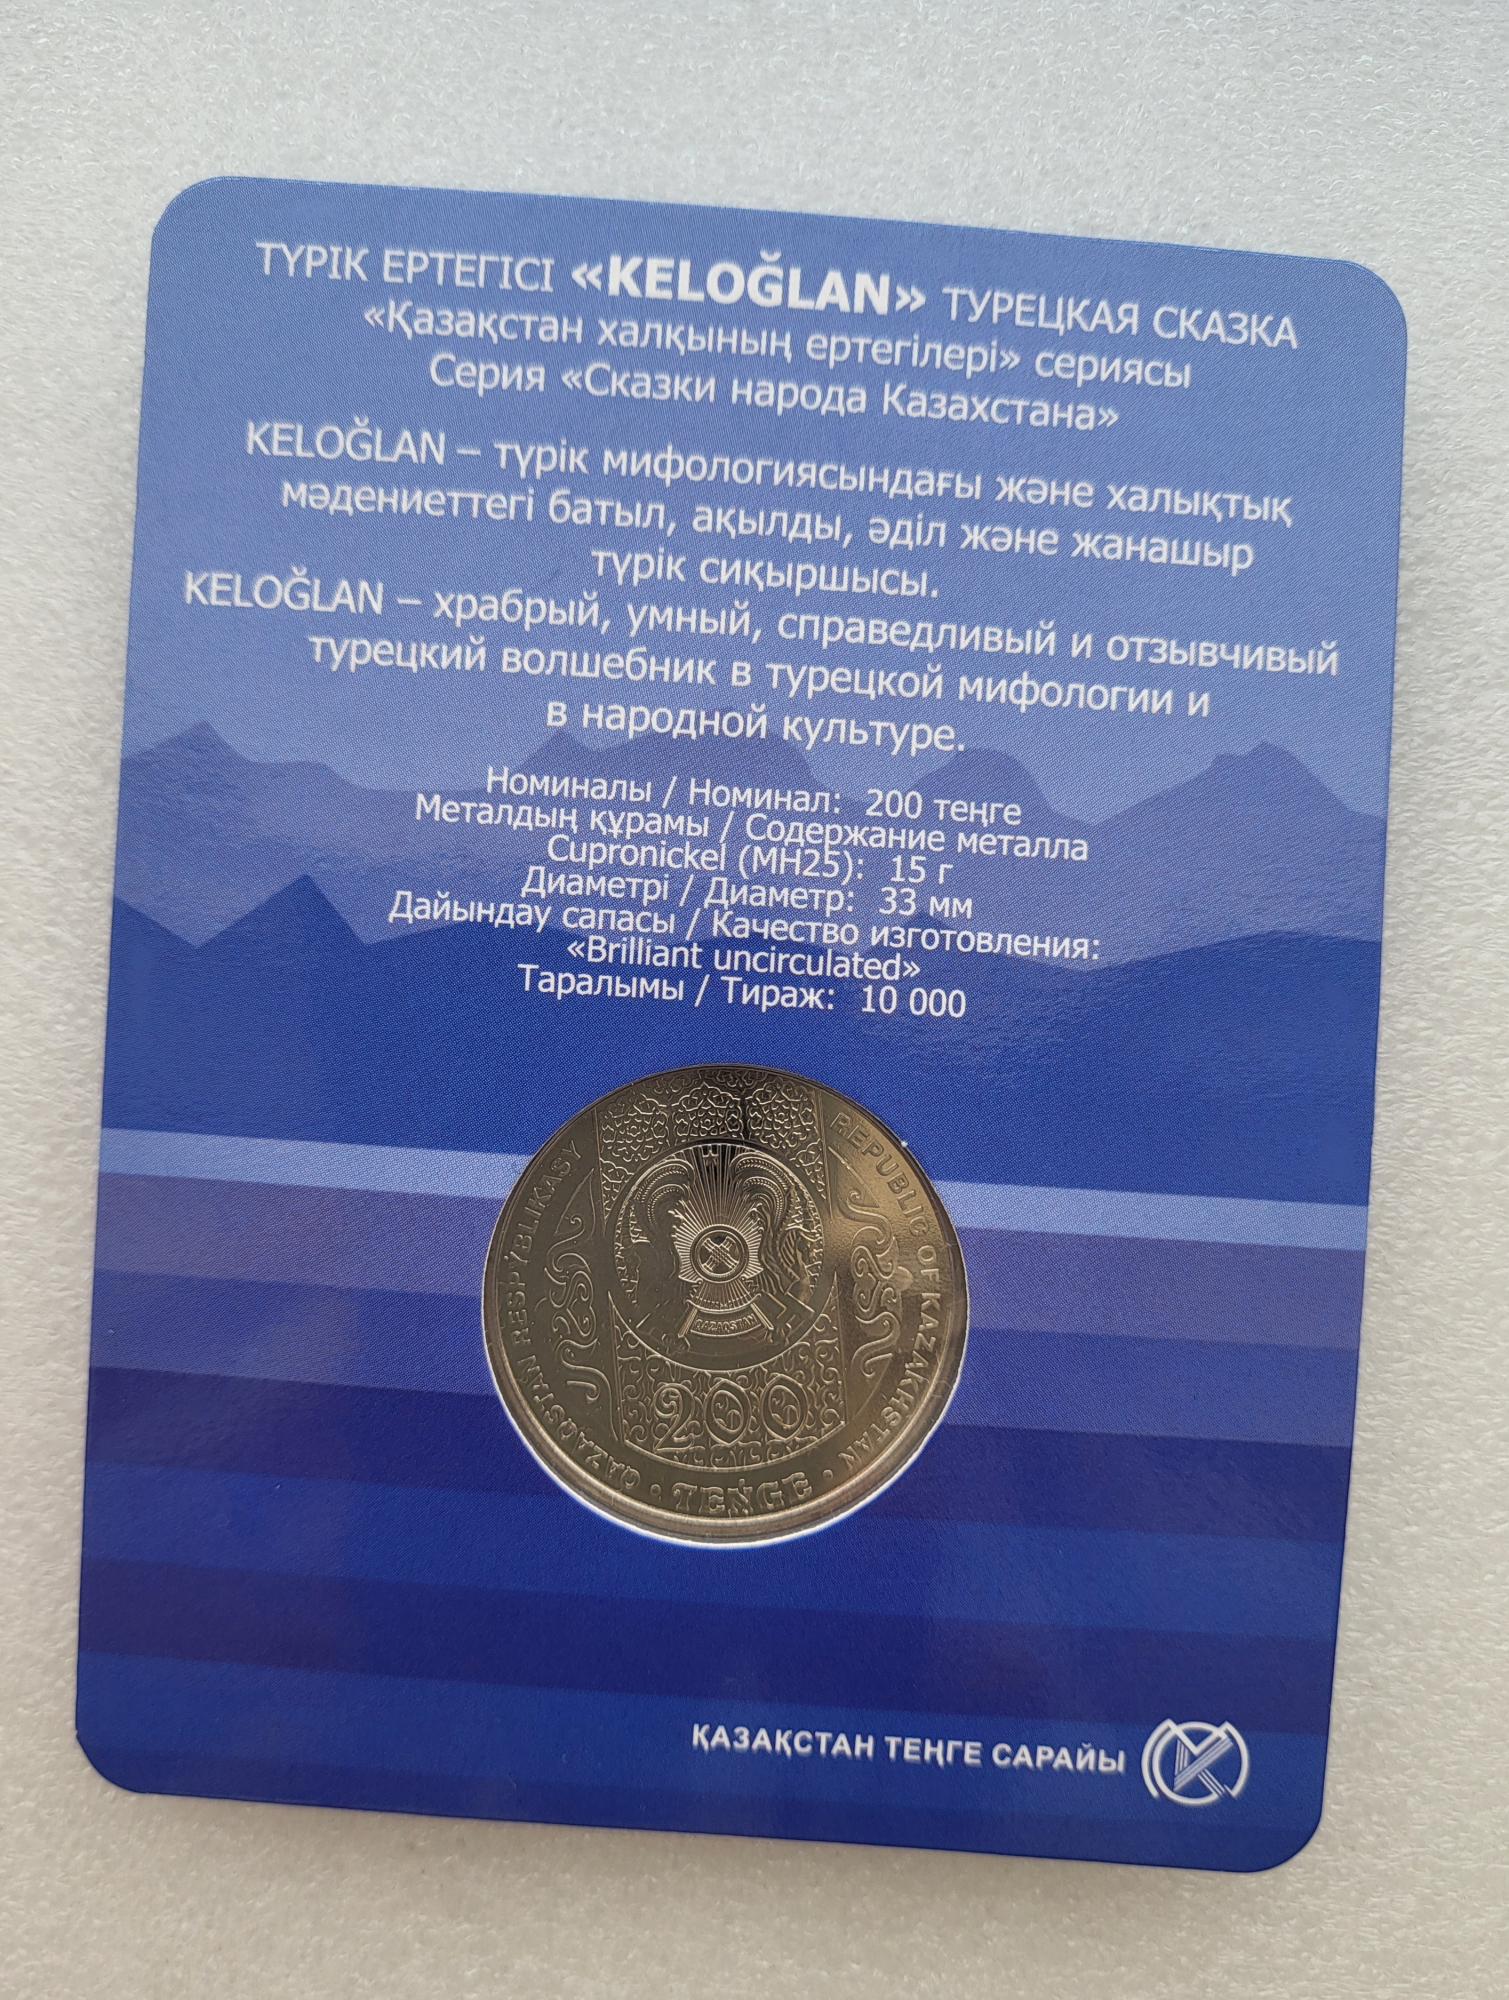 ТҮРІК ЕРТЕГІСІ «KELOĞLAN» ТУРЕЦКАЯ СКАЗКА
«Қазақстан халқының ертегілері» сериясы
Серия «Сказки народа Казахстана»
KELOĞLAN – түрік мифологиясындағы және халықтық
мәдениеттегі батыл, ақылды, әділ және жанашыр
түрік сиқыршысы.
KELOĞLAN – храбрый, умный, справедливый и отзывчивый
турецкий волшебник в турецкой мифологии и
в народной культуре.
Номиналы / Номинал: 200 теңге
Металдың құрамы / Содержание металла
Cupronickel (МН25): 15 г
Диаметрі / Диаметр: 33 мм
Дайындау сапасы / Качество изготовления:
«Brilliant uncirculated»
Таралымы / Тираж: 10 000
QAZAQSTAN RESPÝBLIKASY
REPUBLIC OF KAZAKHSTAN
QAZAQSTAN
200
• TEŃGE •
ҚАЗАҚСТАН ТЕҢГЕ САРАЙЫ